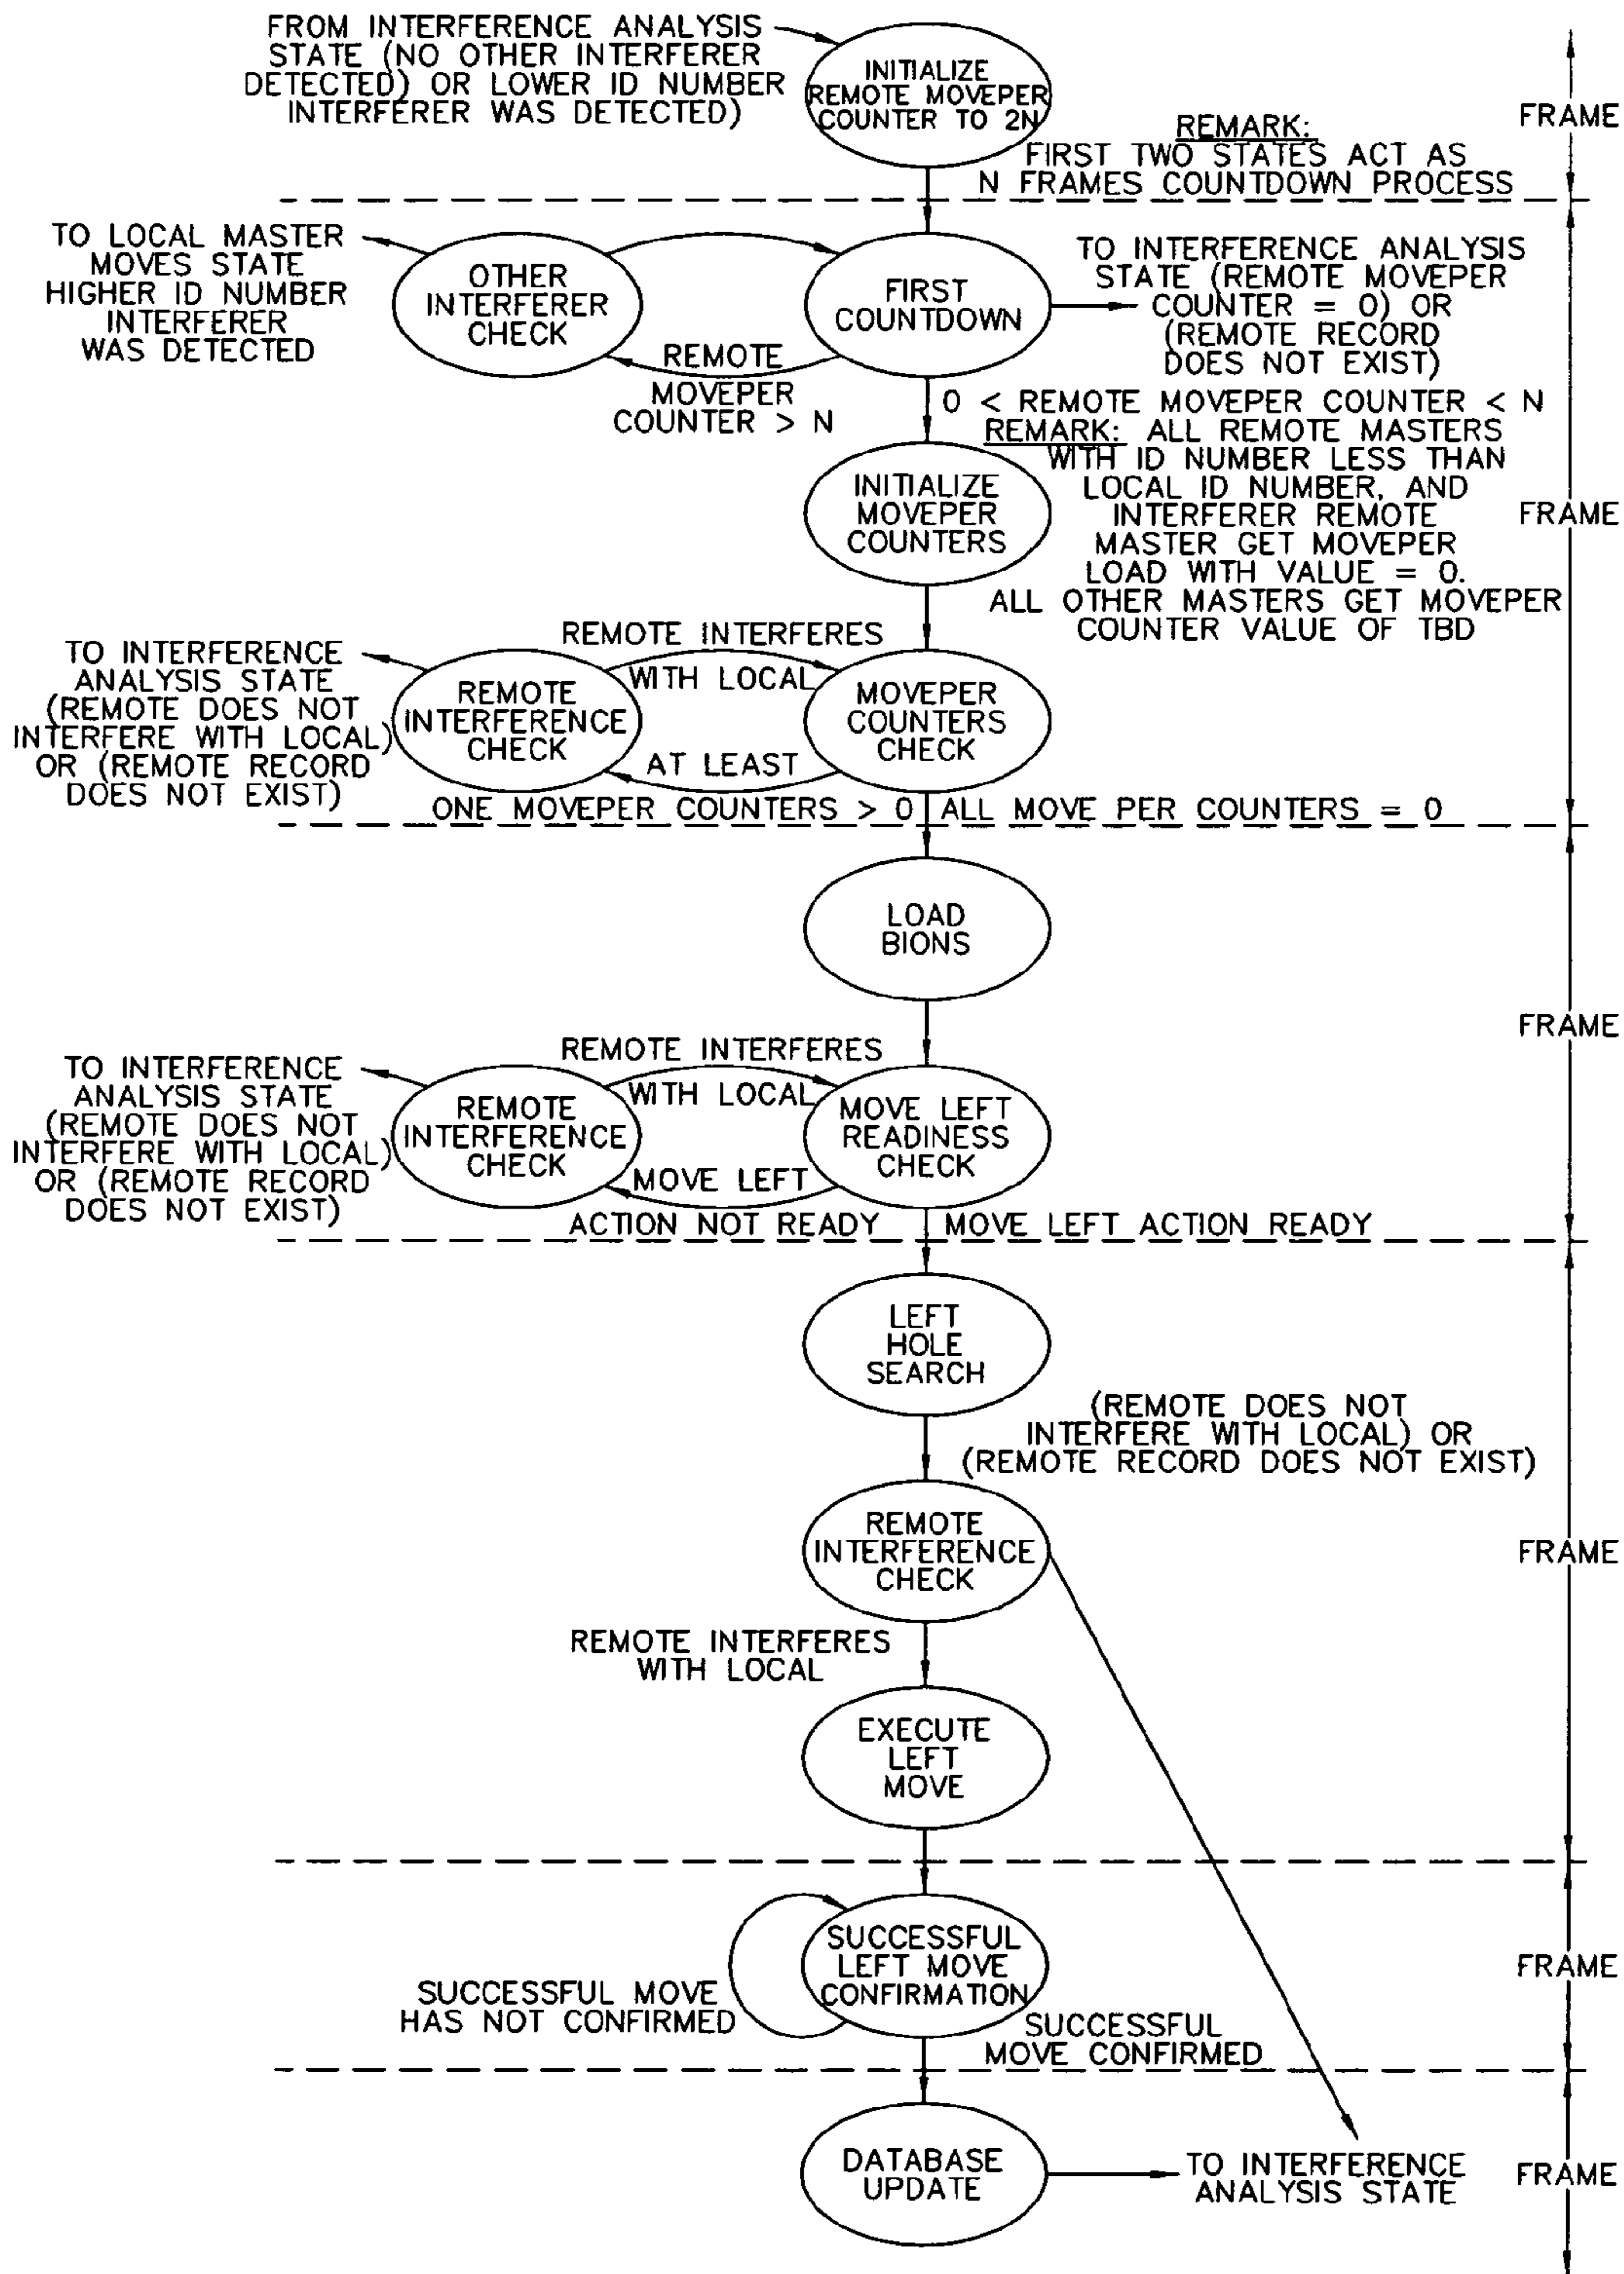 FROM INTERFERENCE ANALYSIS
STATE (NO OTHER INTERFERER
DETECTED) OR LOWER ID NUMBER
INTERFERER WAS DETECTED)
INITIALIZE
REMOTE MOVEPER
COUNTER TO 2N
FRAME
REMARK:
FIRST TWO STATES ACT AS
N FRAMES COUNTDOWN PROCESS
TO LOCAL MASTER
MOVES STATE
HIGHER ID NUMBER
INTERFERER
WAS DETECTED
OTHER
INTERFERER
CHECK
FIRST
COUNTDOWN
TO INTERFERENCE ANALYSIS
STATE (REMOTE MOVEPER
COUNTER = 0) OR
(REMOTE RECORD
DOES NOT EXIST)
REMOTE
MOVEPER
COUNTER > N
0 < REMOTE MOVEPER COUNTER < N
REMARK: ALL REMOTE MASTERS
WITH ID NUMBER LESS THAN
LOCAL ID NUMBER, AND
INTERFERER REMOTE
MASTER GET MOVEPER
LOAD WITH VALUE = 0.
ALL OTHER MASTERS GET MOVEPER
COUNTER VALUE OF TBD
INITIALIZE
MOVEPER
COUNTERS
FRAME
TO INTERFERENCE
ANALYSIS STATE
(REMOTE DOES NOT
INTERFERE WITH LOCAL)
OR (REMOTE RECORD
DOES NOT EXIST)
REMOTE INTERFERES
WITH LOCAL
REMOTE
INTERFERENCE
CHECK
MOVEPER
COUNTERS
CHECK
AT LEAST
ONE MOVEPER COUNTERS > 0
ALL MOVE PER COUNTERS = 0
LOAD
BIONS
FRAME
TO INTERFERENCE
ANALYSIS STATE
(REMOTE DOES NOT
INTERFERE WITH LOCAL)
OR (REMOTE RECORD
DOES NOT EXIST)
REMOTE INTERFERES
WITH LOCAL
REMOTE
INTERFERENCE
CHECK
MOVE LEFT
READINESS
CHECK
MOVE LEFT
ACTION NOT READY
MOVE LEFT ACTION READY
LEFT
HOLE
SEARCH
(REMOTE DOES NOT
INTERFERE WITH LOCAL) OR
(REMOTE RECORD DOES NOT EXIST)
REMOTE
INTERFERENCE
CHECK
FRAME
REMOTE INTERFERES
WITH LOCAL
EXECUTE
LEFT
MOVE
SUCCESSFUL
LEFT MOVE
CONFIRMATION
FRAME
SUCCESSFUL MOVE
HAS NOT CONFIRMED
SUCCESSFUL
MOVE CONFIRMED
DATABASE
UPDATE
TO INTERFERENCE
ANALYSIS STATE
FRAME